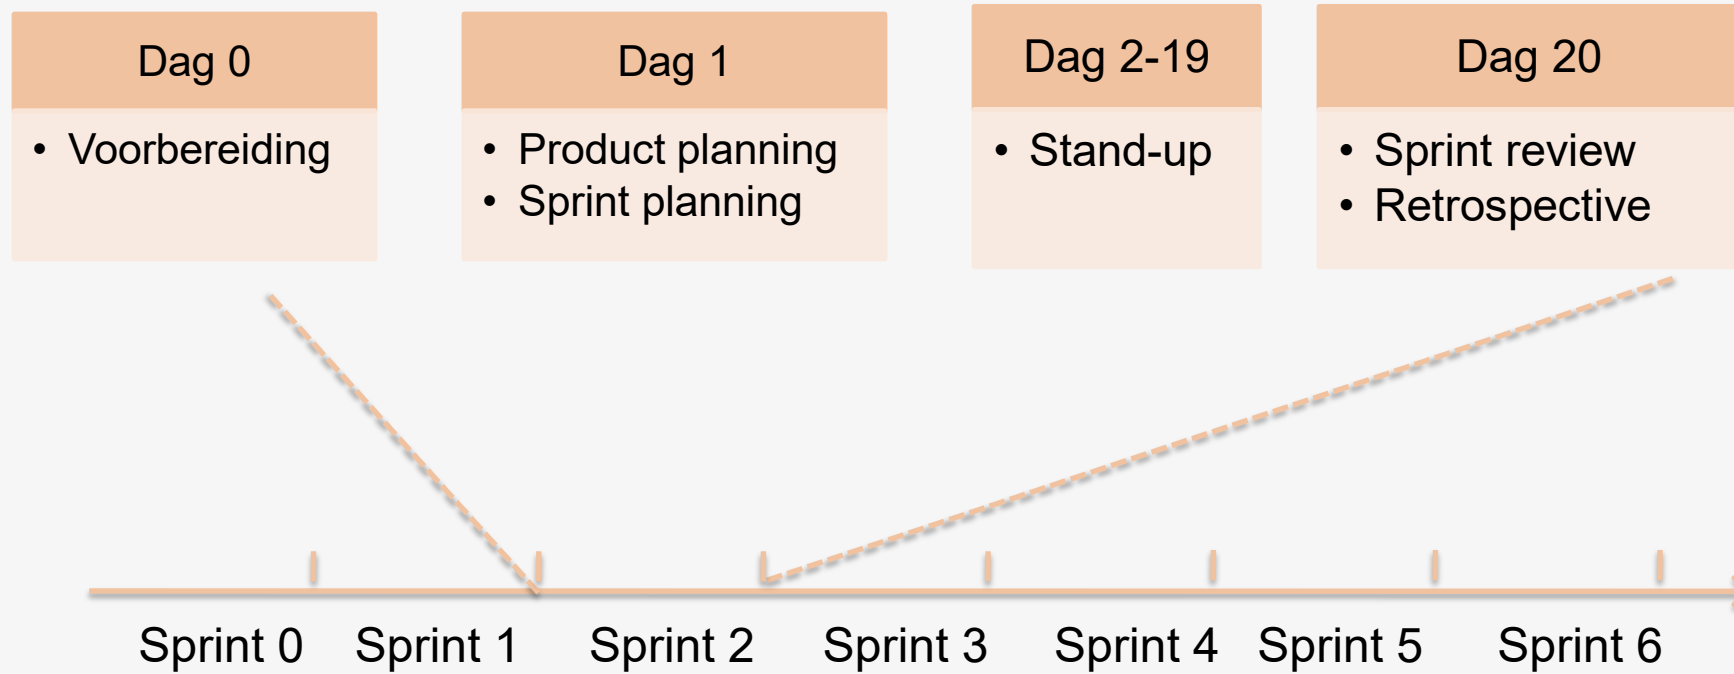 Dag 0
• Voorbereiding
Dag 1
• Product planning
• Sprint planning
Dag 2-19
• Stand-up
Dag 20
• Sprint review
• Retrospective
Sprint 0
Sprint 1
Sprint 2
Sprint 3
Sprint 4
Sprint 5
Sprint 6